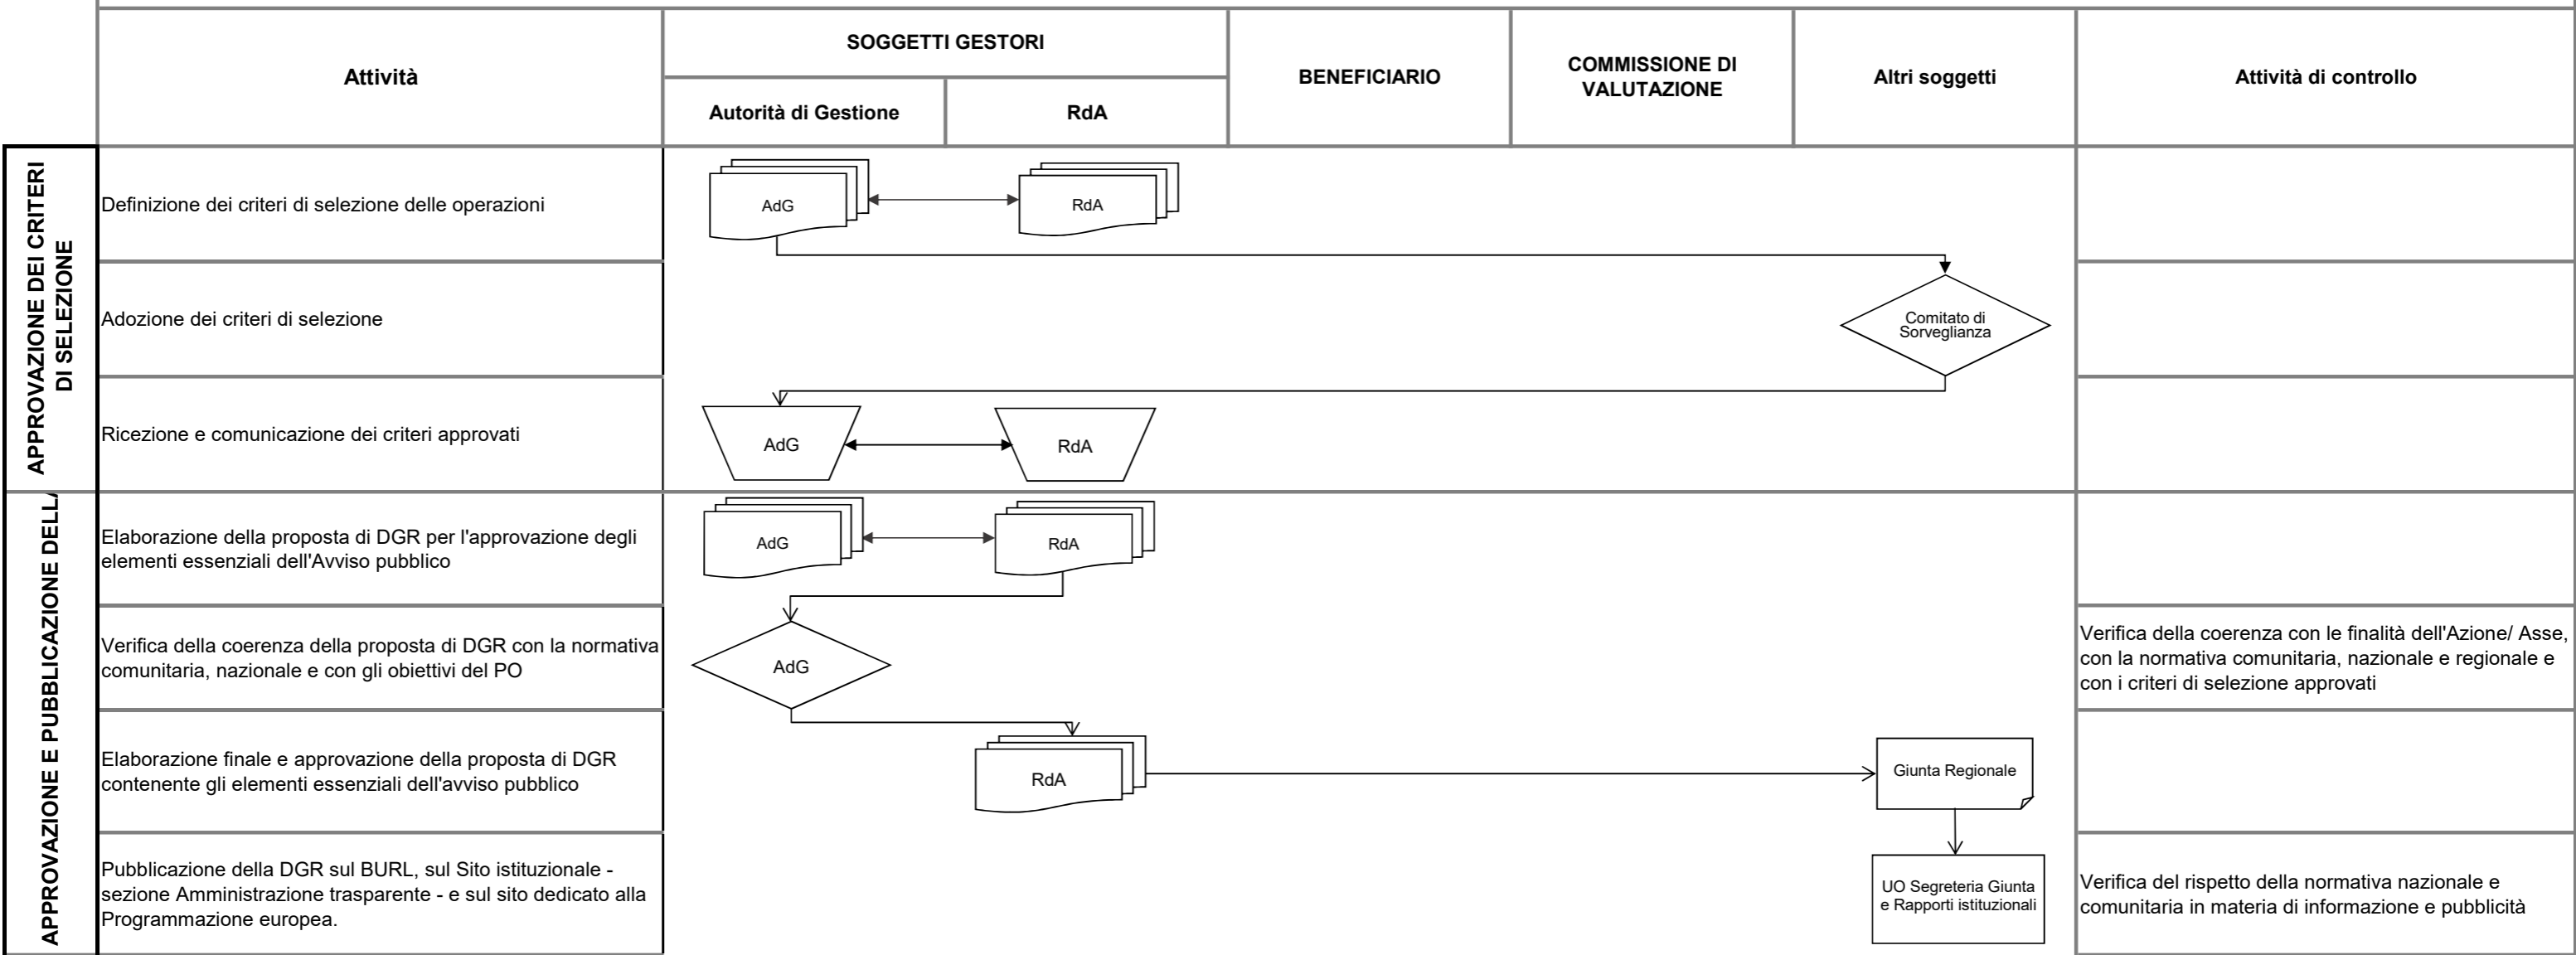 SOGGETTI GESTORI
Attività
BENEFICIARIO
COMMISSIONE DI
VALUTAZIONE
Altri soggetti
Attività di controllo
Autorità di Gestione
RdA
APPROVAZIONE DEI CRITERI
DI SELEZIONE
Definizione dei criteri di selezione delle operazioni
AdG
RdA
Adozione dei criteri di selezione
Comitato di
Sorveglianza
Ricezione e comunicazione dei criteri approvati
AdG
RdA
APPROVAZIONE E PUBBLICAZIONE DELLA
Elaborazione della proposta di DGR per l'approvazione degli
elementi essenziali dell'Avviso pubblico
AdG
RdA
Verifica della coerenza della proposta di DGR con la normativa
comunitaria, nazionale e con gli obiettivi del PO
AdG
Verifica della coerenza con le finalità dell'Azione/ Asse,
con la normativa comunitaria, nazionale e regionale e
con i criteri di selezione approvati
Elaborazione finale e approvazione della proposta di DGR
contenente gli elementi essenziali dell'avviso pubblico
RdA
Giunta Regionale
Pubblicazione della DGR sul BURL, sul Sito istituzionale -
sezione Amministrazione trasparente - e sul sito dedicato alla
Programmazione europea.
UO Segreteria Giunta
e Rapporti istituzionali
Verifica del rispetto della normativa nazionale e
comunitaria in materia di informazione e pubblicità